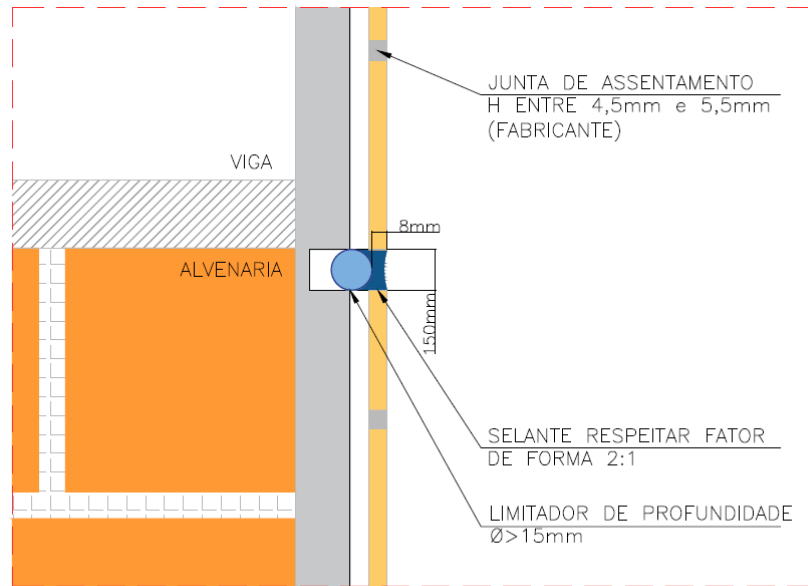 JUNTA DE ASSENTAMENTO
H ENTRE 4,5mm e 5,5mm
(FABRICANTE)
VIGA
8mm
ALVENARIA
150mm
SELANTE RESPEITAR FATOR
DE FORMA 2:1
LIMITADOR DE PROFUNDIDADE
Ø>15mm